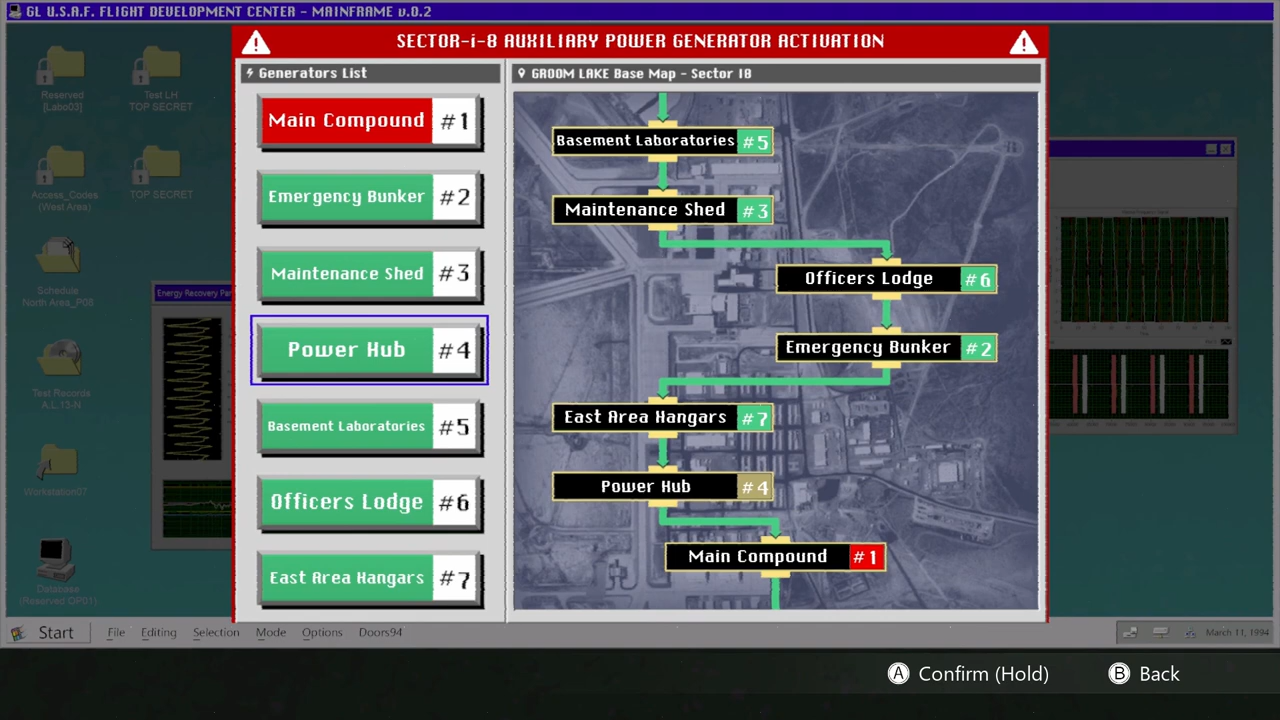 GL U.S.A.F. FLIGHT DEVELOPMENT CENTER - MAINFRAME v.0.2
SECTOR-i-8 AUXILIARY POWER GENERATOR ACTIVATION
Generators List
Main Compound #1
Emergency Bunker #2
Maintenance Shed #3
Power Hub #4
Basement Laboratories #5
Officers Lodge #6
East Area Hangars #7
GROOM LAKE Base Map - Sector 18
Basement Laboratories #5
Maintenance Shed #3
Officers Lodge #6
Emergency Bunker #2
East Area Hangars #7
Power Hub #4
Main Compound #1
Reserved
[Labo03]
Test LH
TOP SECRET
Access_Codes
(West Area)
TOP SECRET
Schedule
North Area_P08
Test Records
A.L.13-N
Workstation07
Database
(Reserved OP01)
Energy Recovery
Start
File
Editing
Selection
Mode
Options
Doors94
March 11, 1994
A Confirm (Hold)
B Back